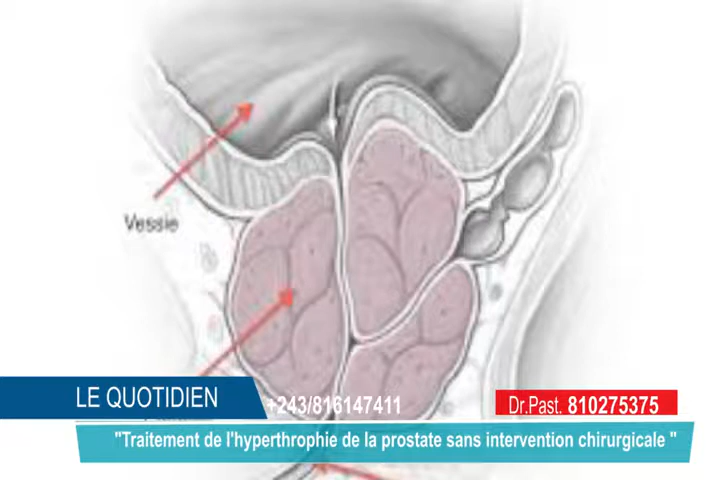 Vessie
LE QUOTIDIEN
+243/816147411
Dr.Past. 810275375
"Traitement de l'hyperthrophie de la prostate sans intervention chirurgicale "